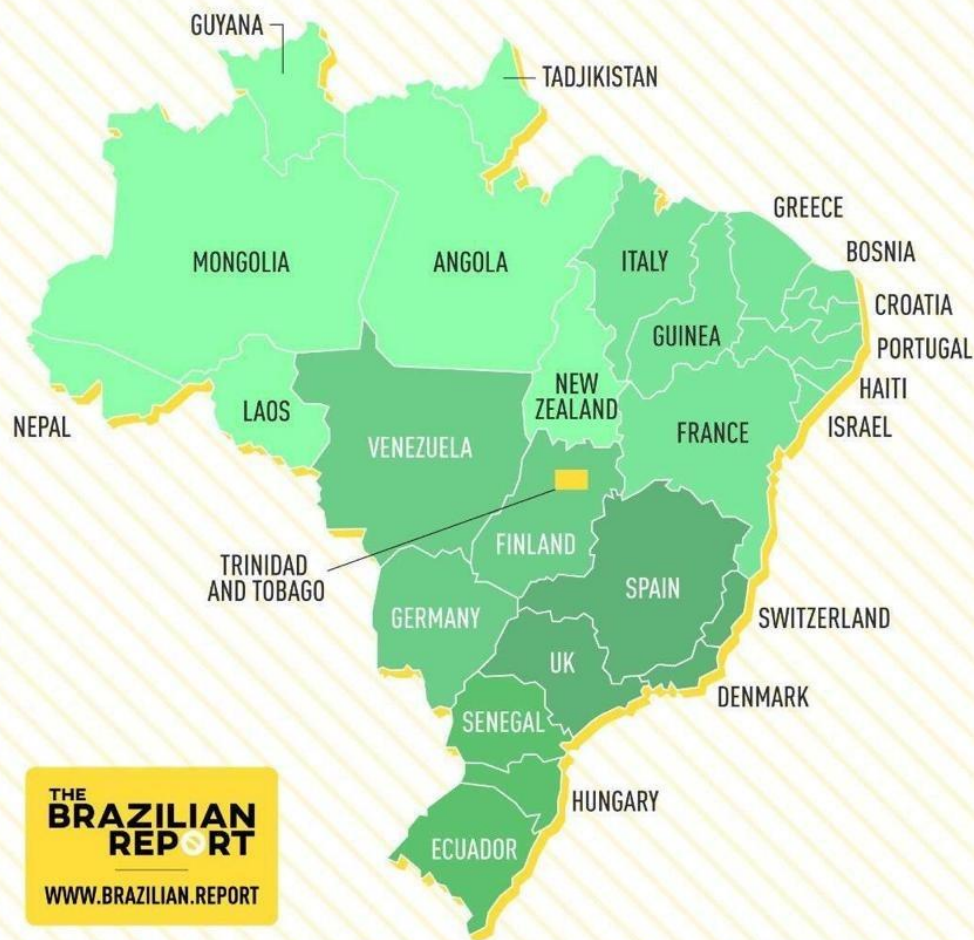 GUYANA
TADJIKISTAN
GREECE
MONGOLIA
ANGOLA
ITALY
BOSNIA
CROATIA
GUINEA
PORTUGAL
HAITI
NEPAL
LAOS
NEW
ZEALAND
ISRAEL
VENEZUELA
FRANCE
FINLAND
TRINIDAD
AND TOBAGO
SPAIN
GERMANY
SWITZERLAND
UK
DENMARK
SENEGAL
HUNGARY
ECUADOR
THE
BRAZILIAN
REPORT
WWW.BRAZILIAN.REPORT